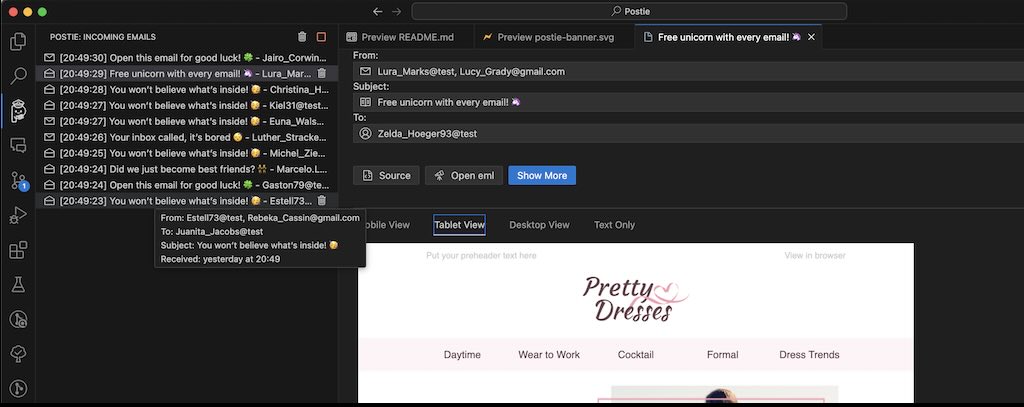 Postie
POSTIE: INCOMING EMAILS
[20:49:30] Open this email for good luck! 🍀 - Jairo_Corwin...
[20:49:29] Free unicorn with every email! 🦄 - Lura_Mar...
[20:49:28] You won't believe what's inside! 🥳 - Christina_H...
[20:49:27] You won't believe what's inside! 🥳 - Kiel31@test...
[20:49:27] You won't believe what's inside! 🥳 - Euna_Wals...
[20:49:26] Your inbox called, it's bored 🥱 - Luther_Stracke...
[20:49:25] You won't believe what's inside! 🥳 - Michel_Zie...
[20:49:24] Did we just become best friends? 👯 - Marcelo.L...
[20:49:24] Open this email for good luck! 🍀 - Gaston79@te...
[20:49:23] You won't believe what's inside! 🥳 - Estell73...
From: Estell73@test, Rebeka_Cassin@gmail.com
To: Juanita_Jacobs@test
Subject: You won't believe what's inside! 🥳
Received: yesterday at 20:49
1
Preview README.md
Preview postie-banner.svg
Free unicorn with every email! 🦄
From:
Lura_Marks@test, Lucy_Grady@gmail.com
Subject:
Free unicorn with every email! 🦄
To:
Zelda_Hoeger93@test
Source
Open eml
Show More
obile View
Tablet View
Desktop View
Text Only
Put your preheader text here
View in browser
Pretty
Dresses
Daytime
Wear to Work
Cocktail
Formal
Dress Trends